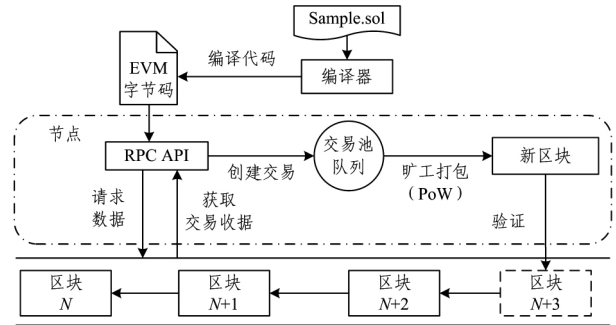 Sample.sol
编译代码
编译器
EVM
字节码
节点
RPC API
创建交易
交易池
队列
矿工打包
（PoW）
新区块
请求
数据
获取
交易收据
验证
区块
N
区块
N+1
区块
N+2
区块
N+3